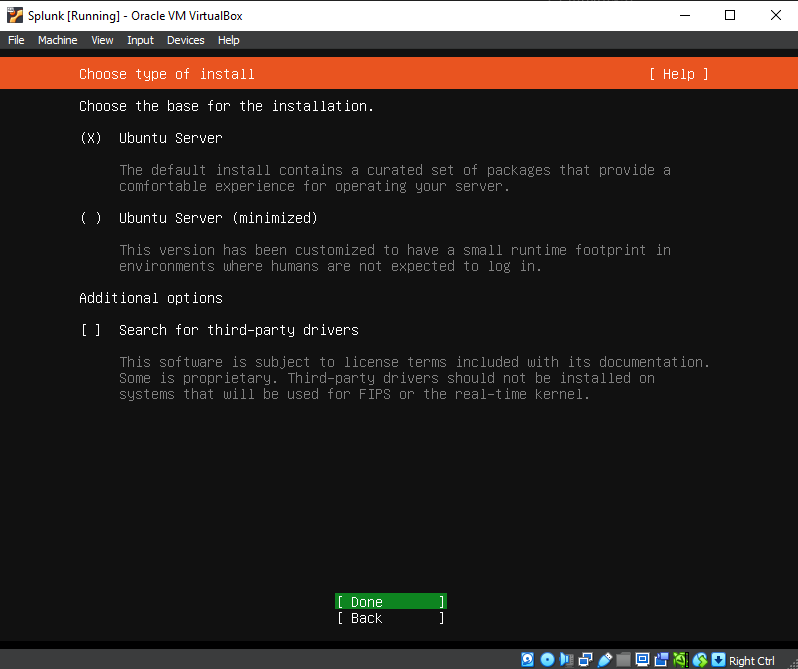 Splunk [Running] - Oracle VM VirtualBox
File Machine View Input Devices Help
Choose type of install [ Help ]
Choose the base for the installation.
(X) Ubuntu Server
The default install contains a curated set of packages that provide a
comfortable experience for operating your server.
( ) Ubuntu Server (minimized)
This version has been customized to have a small runtime footprint in
environments where humans are not expected to log in.
Additional options
[ ] Search for third-party drivers
This software is subject to license terms included with its documentation.
Some is proprietary. Third-party drivers should not be installed on
systems that will be used for FIPS or the real-time kernel.
[ Done ]
[ Back ]
Right Ctrl